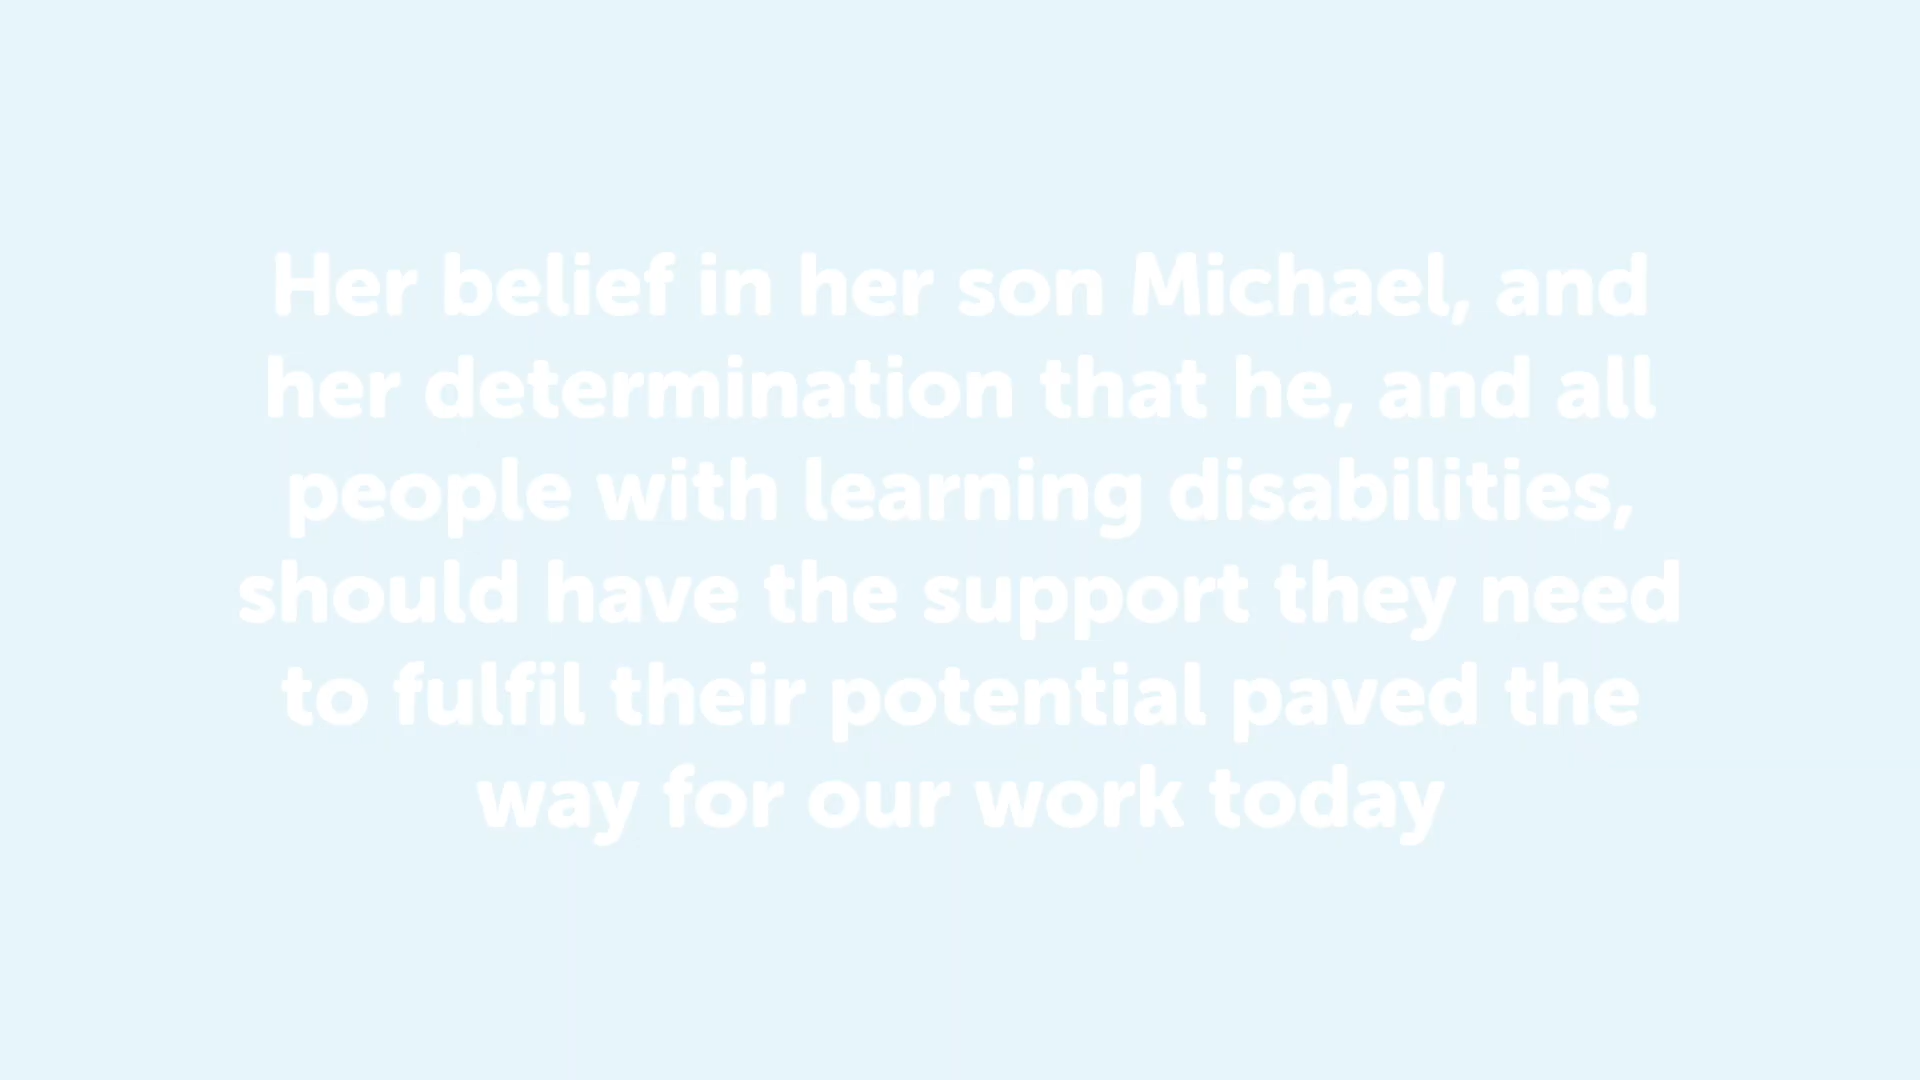 Her belief in her son Michael, and
her determination that he, and all
people with learning disabilities,
should have the support they need
to fulfil their potential paved the
way for our work today